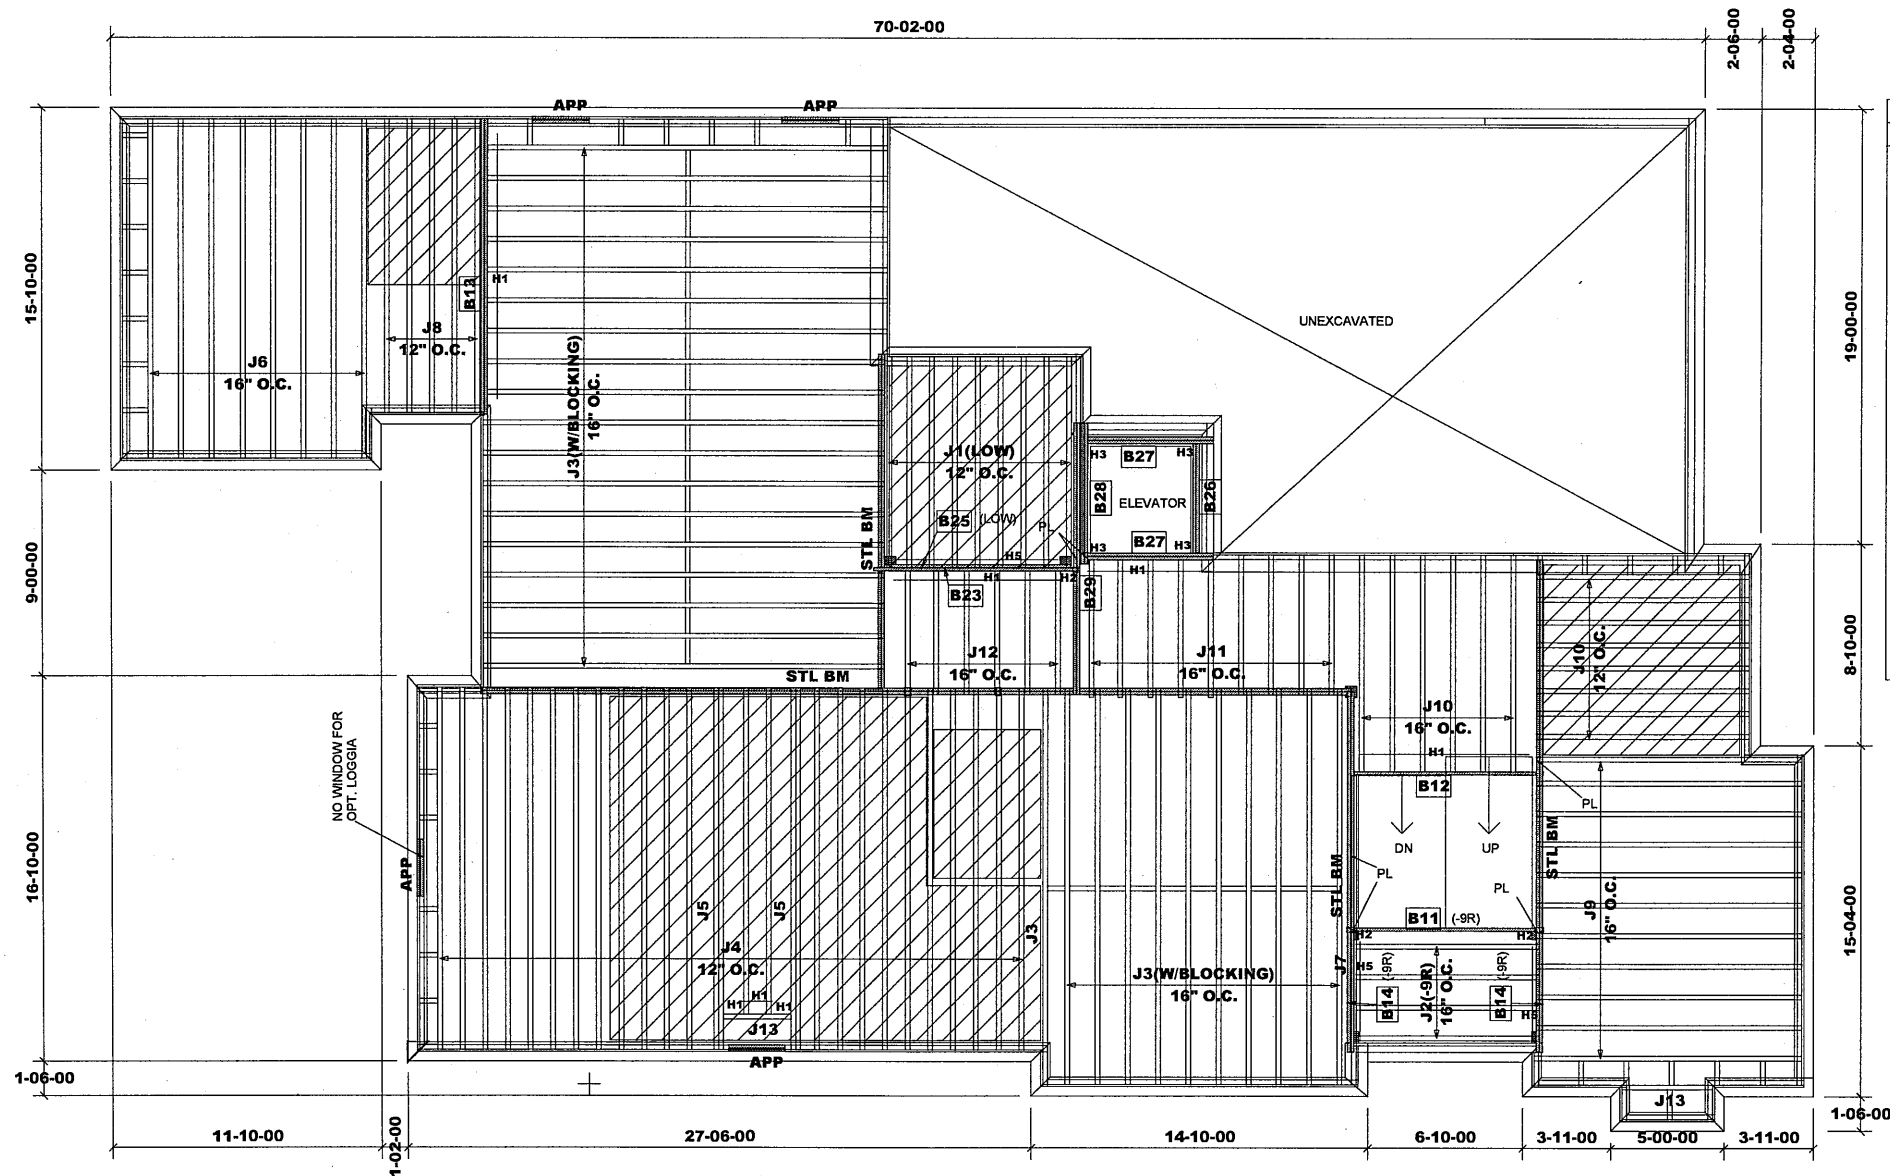 70-02-00
2-06-00
2-04-00
APP
APP
15-10-00
19-00-00
H1
B13
UNEXCAVATED
J8
12" O.C.
J6
16" O.C.
J3(W/BLOCKING)
16" O.C.
J1(LOW)
12" O.C.
H3
B27
H3
B28
ELEVATOR
B26
B25
(LOW)
PL
STL BM
B27
H3
H3
H5
H1
H2
H1
9-00-00
B23
B29
J10
12" O.C.
8-10-00
J12
16" O.C.
J11
16" O.C.
STL BM
J10
16" O.C.
H1
NO WINDOW FOR
OPT. LOGGIA
B12
PL
DN
UP
STL BM
APP
16-10-00
STL BM
PL
PL
J5
J5
B11
(-9R)
J9
16" O.C.
15-04-00
J3
H2
H2
J4
12" O.C.
J7
H5
J3(W/BLOCKING)
16" O.C.
B14
(-9R)
J2(-9R)
16" O.C.
B14
(-9R)
H5
H1
H1
H1
J13
APP
1-06-00
J13
1-06-00
11-10-00
1-02-00
27-06-00
14-10-00
6-10-00
3-11-00
5-00-00
3-11-00